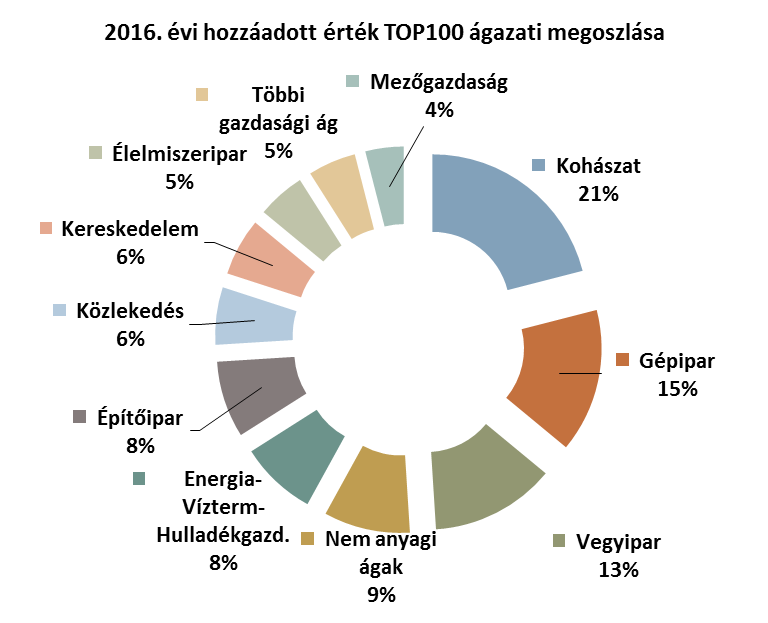 2016. évi hozzáadott érték TOP100 ágazati megoszlása
Mezőgazdaság
4%
Többi
gazdasági ág
5%
Élelmiszeripar
5%
Kohászat
21%
Kereskedelem
6%
Közlekedés
6%
Gépipar
15%
Építőipar
8%
Energia-
Vízterm-
Hulladékgazd.
8%
Nem anyagi
ágak
9%
Vegyipar
13%